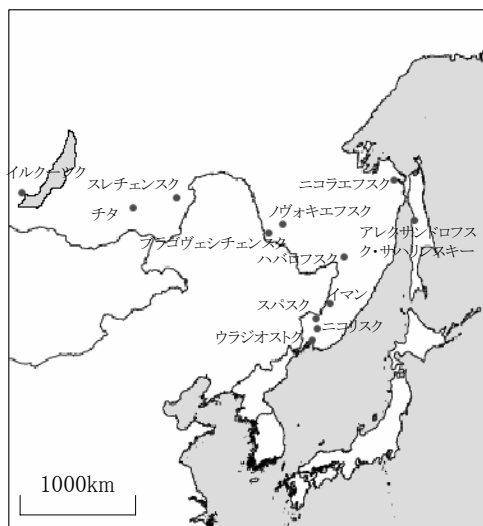 イルクーツク
スレチェンスク
チタ
ニコラエフスク
ノヴォキエフスク
ブラゴヴェシチェンスク
アレクサンドロフス
ク・サハリンスキー
ハバロフスク
イマン
スパスク
ニコリスク
ウラジオストク
1000km